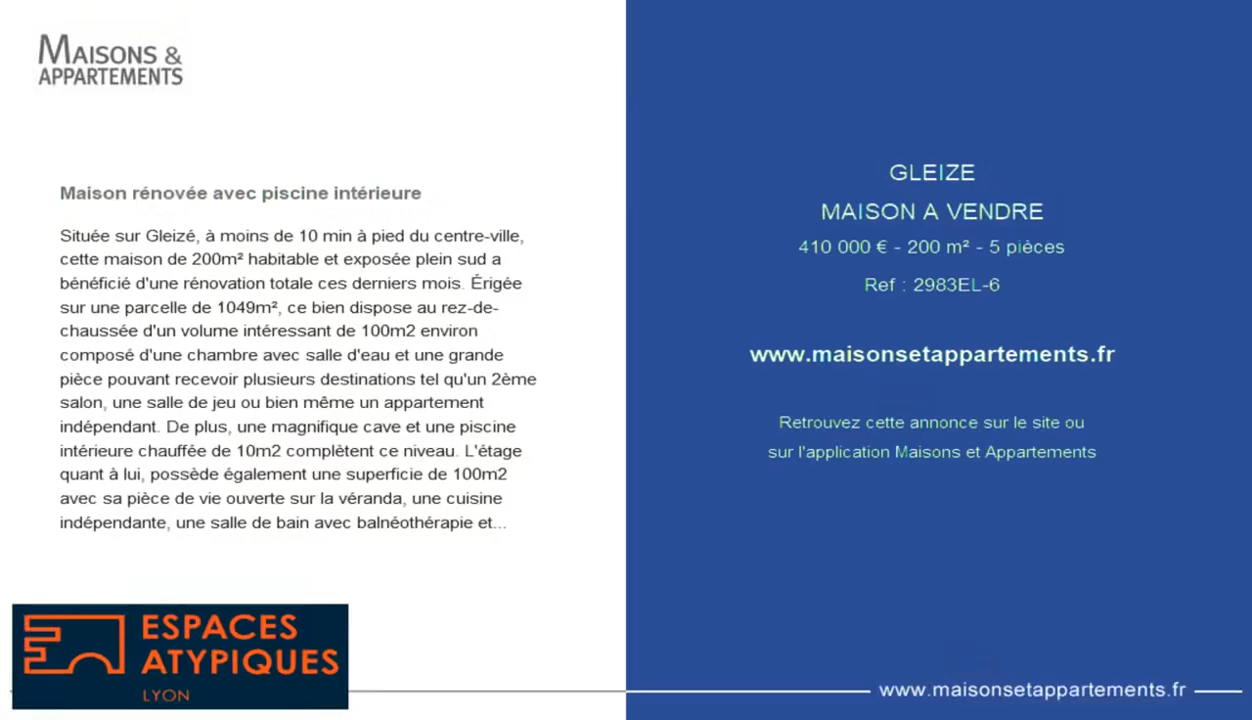 MAISONS &
APPARTEMENTS
Maison rénovée avec piscine intérieure
Située sur Gleizé, à moins de 10 min à pied du centre-ville,
cette maison de 200m² habitable et exposée plein sud a
bénéficié d'une rénovation totale ces derniers mois. Érigée
sur une parcelle de 1049m², ce bien dispose au rez-de-
chaussée d'un volume intéressant de 100m2 environ
composé d'une chambre avec salle d'eau et une grande
pièce pouvant recevoir plusieurs destinations tel qu'un 2ème
salon, une salle de jeu ou bien même un appartement
indépendant. De plus, une magnifique cave et une piscine
intérieure chauffée de 10m2 complètent ce niveau. L'étage
quant à lui, possède également une superficie de 100m2
avec sa pièce de vie ouverte sur la véranda, une cuisine
indépendante, une salle de bain avec balnéothérapie et...
ESPACES
ATYPIQUES
LYON
GLEIZE
MAISON A VENDRE
410 000 € - 200 m² - 5 pièces
Ref : 2983EL-6
www.maisonsetappartements.fr
Retrouvez cette annonce sur le site ou
sur l'application Maisons et Appartements
www.maisonsetappartements.fr